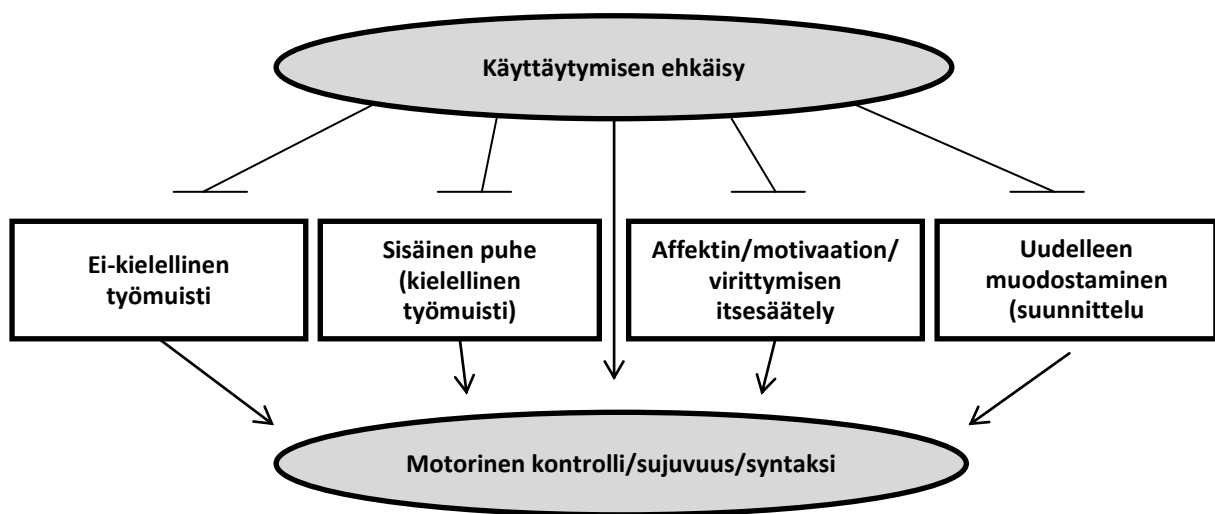 Käyttäytymisen ehkäisy
Ei-kielellinen
työmuisti
Sisäinen puhe
(kielellinen
työmuisti)
Affektin/motivaation/
virittymisen
itsesäätely
Uudelleen
muodostaminen
(suunnittelu
Motorinen kontrolli/sujuvuus/syntaksi